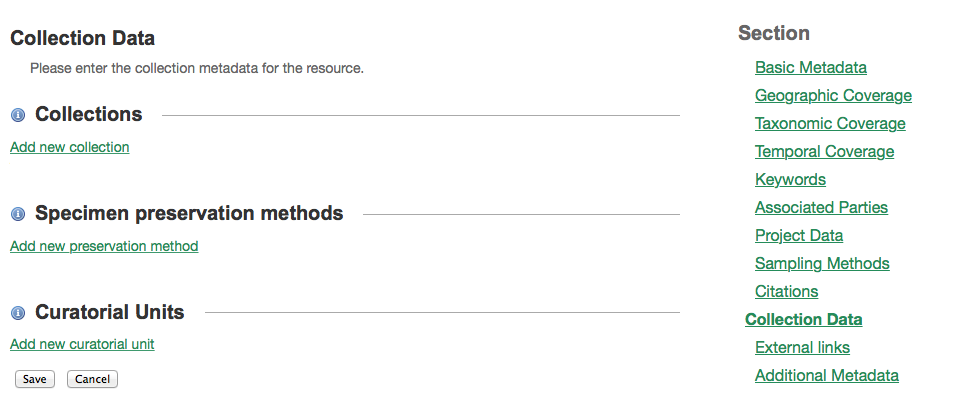 Collection Data
Please enter the collection metadata for the resource.
Collections
Add new collection
Specimen preservation methods
Add new preservation method
Curatorial Units
Add new curatorial unit
Save Cancel
Section
Basic Metadata
Geographic Coverage
Taxonomic Coverage
Temporal Coverage
Keywords
Associated Parties
Project Data
Sampling Methods
Citations
Collection Data
External links
Additional Metadata